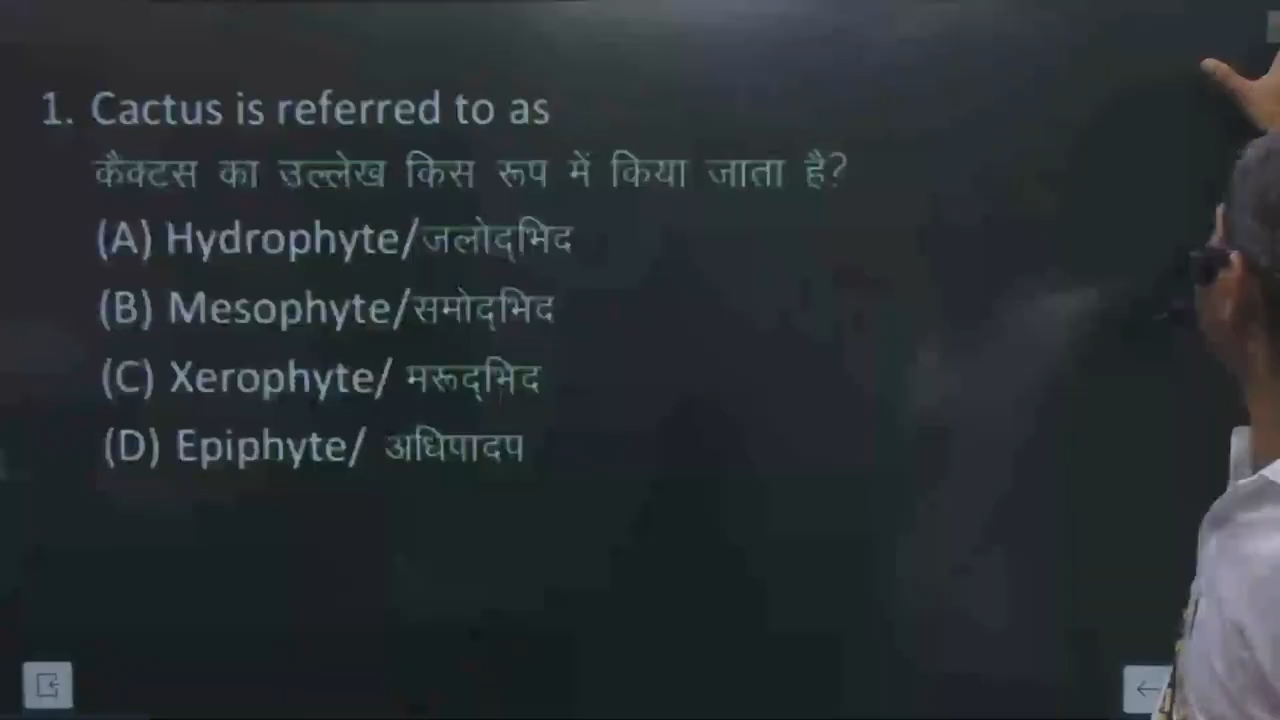 1. Cactus is referred to as
कैक्टस का उल्लेख किस रूप में किया जाता है?
(A) Hydrophyte/जलोद्भिद
(B) Mesophyte/समोद्भिद
(C) Xerophyte/ मरूद्भिद
(D) Epiphyte/ अधिपादप